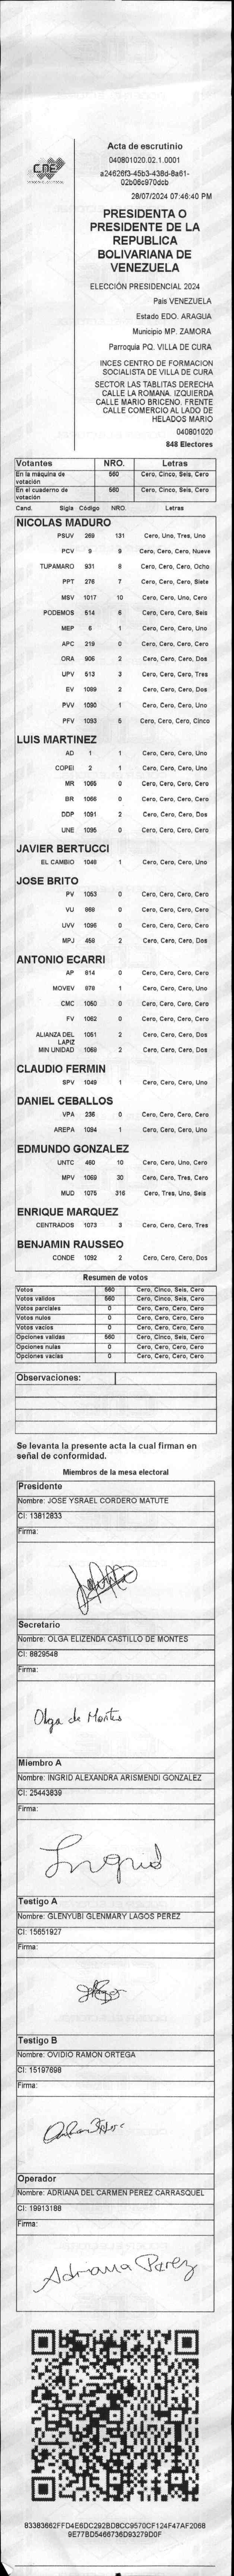 CNE
Acta de escrutinio
040801020.02.1.0001
a24626f3-45b3-438d-8a61-
02b06c970dcb
28/07/2024 07:46:40 PM
PRESIDENTA O
PRESIDENTE DE LA
REPUBLICA
BOLIVARIANA DE
VENEZUELA
ELECCIÓN PRESIDENCIAL 2024
Pais VENEZUELA
Estado EDO. ARAGUA
Municipio MP. ZAMORA
Parroquia PQ. VILLA DE CURA
INCES CENTRO DE FORMACION
SOCIALISTA DE VILLA DE CURA
SECTOR LAS TABLITAS DERECHA
CALLE LA ROMANA. IZQUIERDA
CALLE MARIO BRICENO. FRENTE
CALLE COMERCIO AL LADO DE
HELADOS MARIO
040801020
848 Electores
Votantes NRO. Letras
En la máquina de votación 560 Cero, Cinco, Seis, Cero
En el cuaderno de votación 560 Cero, Cinco, Seis, Cero
Cand. Sigla Código NRO. Letras
NICOLAS MADURO
PSUV 269 131 Cero, Uno, Tres, Uno
PCV 9 9 Cero, Cero, Cero, Nueve
TUPAMARO 931 8 Cero, Cero, Cero, Ocho
PPT 276 7 Cero, Cero, Cero, Siete
MSV 1017 10 Cero, Cero, Uno, Cero
PODEMOS 514 6 Cero, Cero, Cero, Seis
MEP 6 1 Cero, Cero, Cero, Uno
APC 219 0 Cero, Cero, Cero, Cero
ORA 906 2 Cero, Cero, Cero, Dos
UPV 513 3 Cero, Cero, Cero, Tres
EV 1089 2 Cero, Cero, Cero, Dos
PVV 1090 1 Cero, Cero, Cero, Uno
PFV 1093 5 Cero, Cero, Cero, Cinco
LUIS MARTINEZ
AD 1 1 Cero, Cero, Cero, Uno
COPEI 2 1 Cero, Cero, Cero, Uno
MR 1065 0 Cero, Cero, Cero, Cero
BR 1066 0 Cero, Cero, Cero, Cero
DDP 1091 2 Cero, Cero, Cero, Dos
UNE 1095 0 Cero, Cero, Cero, Cero
JAVIER BERTUCCI
EL CAMBIO 1048 1 Cero, Cero, Cero, Uno
JOSE BRITO
PV 1053 0 Cero, Cero, Cero, Cero
VU 868 0 Cero, Cero, Cero, Cero
UVV 1096 0 Cero, Cero, Cero, Cero
MPJ 458 2 Cero, Cero, Cero, Dos
ANTONIO ECARRI
AP 814 0 Cero, Cero, Cero, Cero
MOVEV 878 1 Cero, Cero, Cero, Uno
CMC 1050 0 Cero, Cero, Cero, Cero
FV 1062 0 Cero, Cero, Cero, Cero
ALIANZA DEL LAPIZ 1051 2 Cero, Cero, Cero, Dos
MIN UNIDAD 1068 2 Cero, Cero, Cero, Dos
CLAUDIO FERMIN
SPV 1049 1 Cero, Cero, Cero, Uno
DANIEL CEBALLOS
VPA 236 0 Cero, Cero, Cero, Cero
AREPA 1094 1 Cero, Cero, Cero, Uno
EDMUNDO GONZALEZ
UNTC 460 10 Cero, Cero, Uno, Cero
MPV 1069 30 Cero, Cero, Tres, Cero
MUD 1075 316 Cero, Tres, Uno, Seis
ENRIQUE MARQUEZ
CENTRADOS 1073 3 Cero, Cero, Cero, Tres
BENJAMIN RAUSSEO
CONDE 1092 2 Cero, Cero, Cero, Dos
Resumen de votos
Votos 560 Cero, Cinco, Seis, Cero
Votos validos 560 Cero, Cinco, Seis, Cero
Votos parciales 0 Cero, Cero, Cero, Cero
Votos nulos 0 Cero, Cero, Cero, Cero
Votos vacios 0 Cero, Cero, Cero, Cero
Opciones validas 560 Cero, Cinco, Seis, Cero
Opciones nulas 0 Cero, Cero, Cero, Cero
Opciones vacias 0 Cero, Cero, Cero, Cero
Observaciones:
Se levanta la presente acta la cual firman en
señal de conformidad.
Miembros de la mesa electoral
Presidente
Nombre: JOSE YSRAEL CORDERO MATUTE
CI: 13812833
Firma:
Secretario
Nombre: OLGA ELIZENDA CASTILLO DE MONTES
CI: 8829548
Firma:
Olga de Montes
Miembro A
Nombre: INGRID ALEXANDRA ARISMENDI GONZALEZ
CI: 25443839
Firma:
Ingrid
Testigo A
Nombre: GLENYUBI GLENMARY LAGOS PEREZ
CI: 15651927
Firma:
Testigo B
Nombre: OVIDIO RAMON ORTEGA
CI: 15197698
Firma:
Operador
Nombre: ADRIANA DEL CARMEN PEREZ CARRASQUEL
CI: 19913188
Firma:
Adriana Perez
83383662FFD4E6DC292BD8CC9570CF124F47AF2068
9E77BD5466736D93279D0F